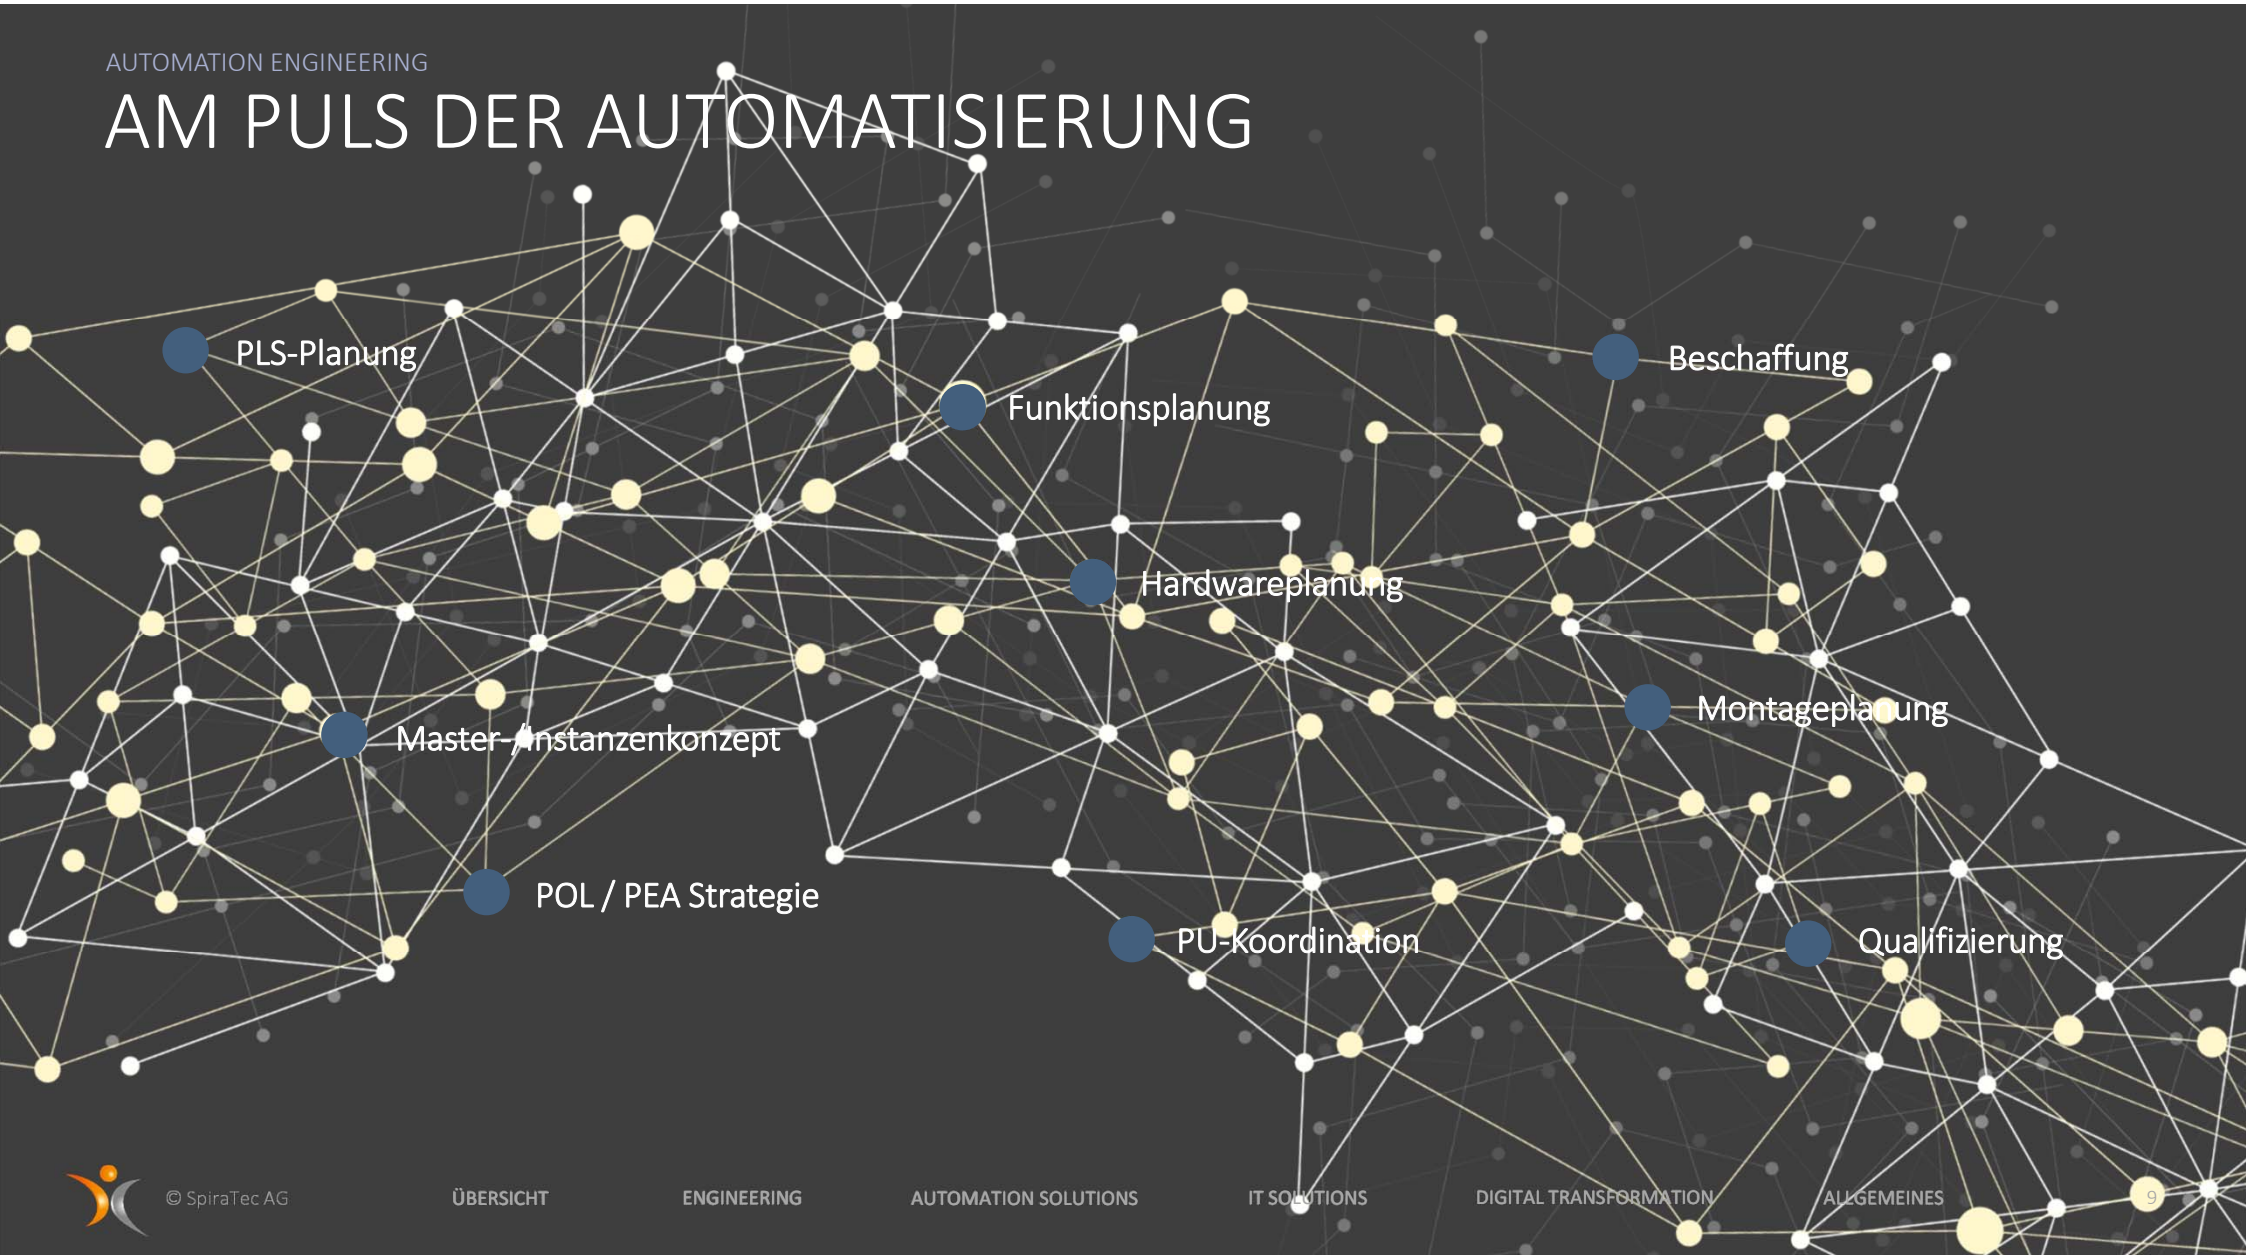 AUTOMATION ENGINEERING
AM PULS DER AUTOMATISIERUNG
PLS-Planung
Beschaffung
Funktionsplanung
Hardwareplanung
Montageplanung
Master-/Instanzenkonzept
POL / PEA Strategie
PU-Koordination
Qualifizierung
© SpiraTec AG
ÜBERSICHT
ENGINEERING
AUTOMATION SOLUTIONS
IT SOLUTIONS
DIGITAL TRANSFORMATION
ALLGEMEINES
9